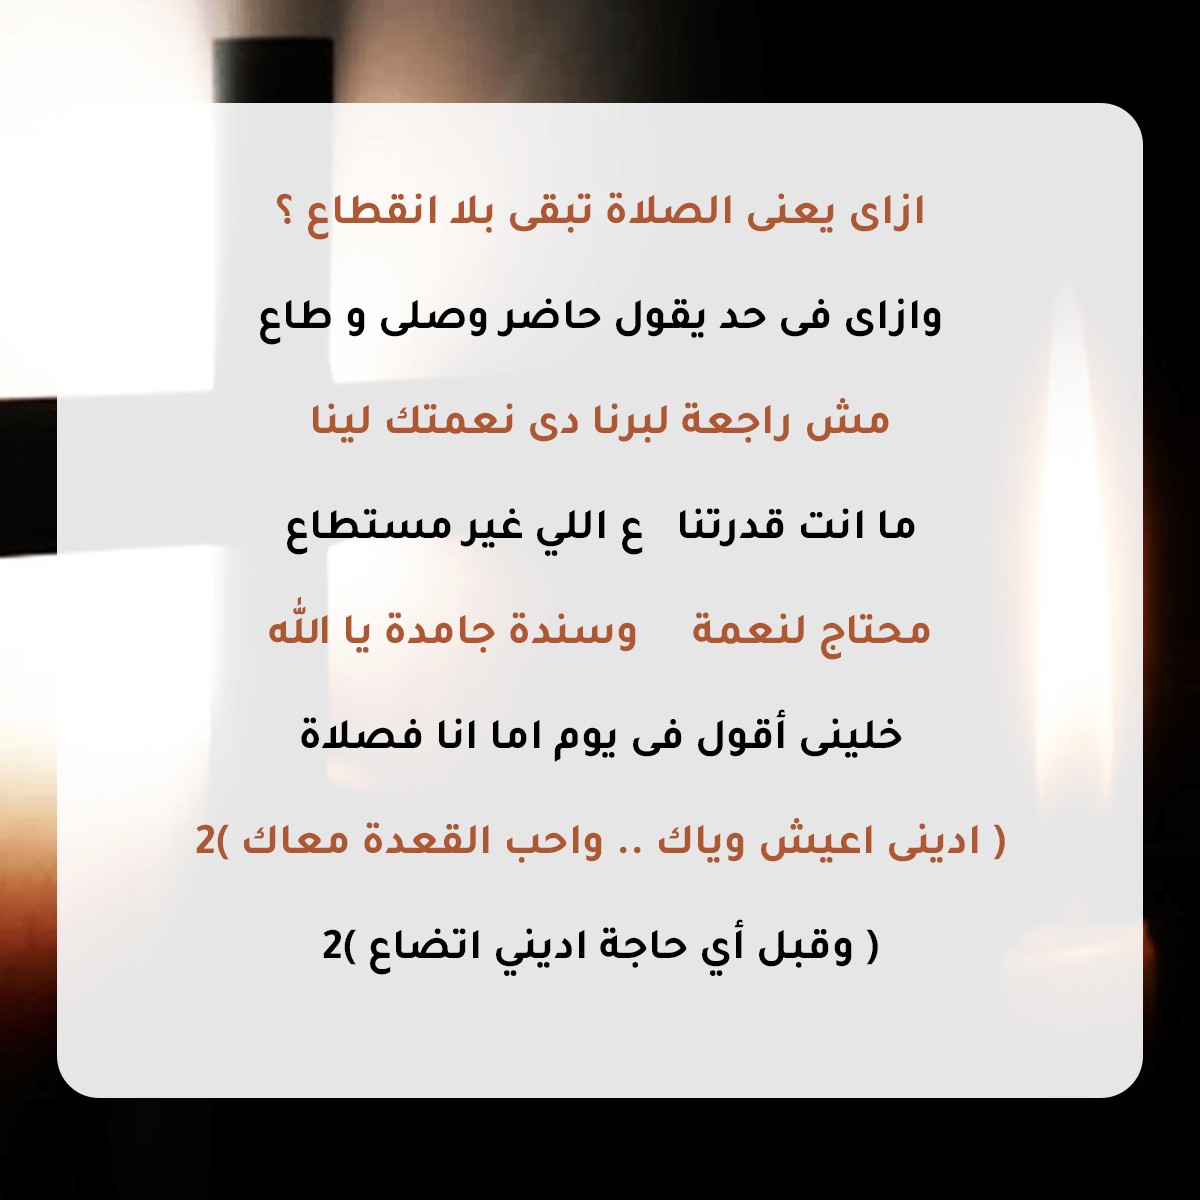 ازاى يعنى الصلاة تبقى بلا انقطاع ؟
وازاى فى حد يقول حاضر وصلى و طاع
مش راجعة لبرنا دى نعمتك لينا
ما انت قدرتنا ع اللي غير مستطاع
محتاج لنعمة وسندة جامدة يا الله
خلينى أقول فى يوم اما انا فصلاة
( ادينى اعيش وياك .. واحب القعدة معاك )2
( وقبل أي حاجة اديني اتضاع )2